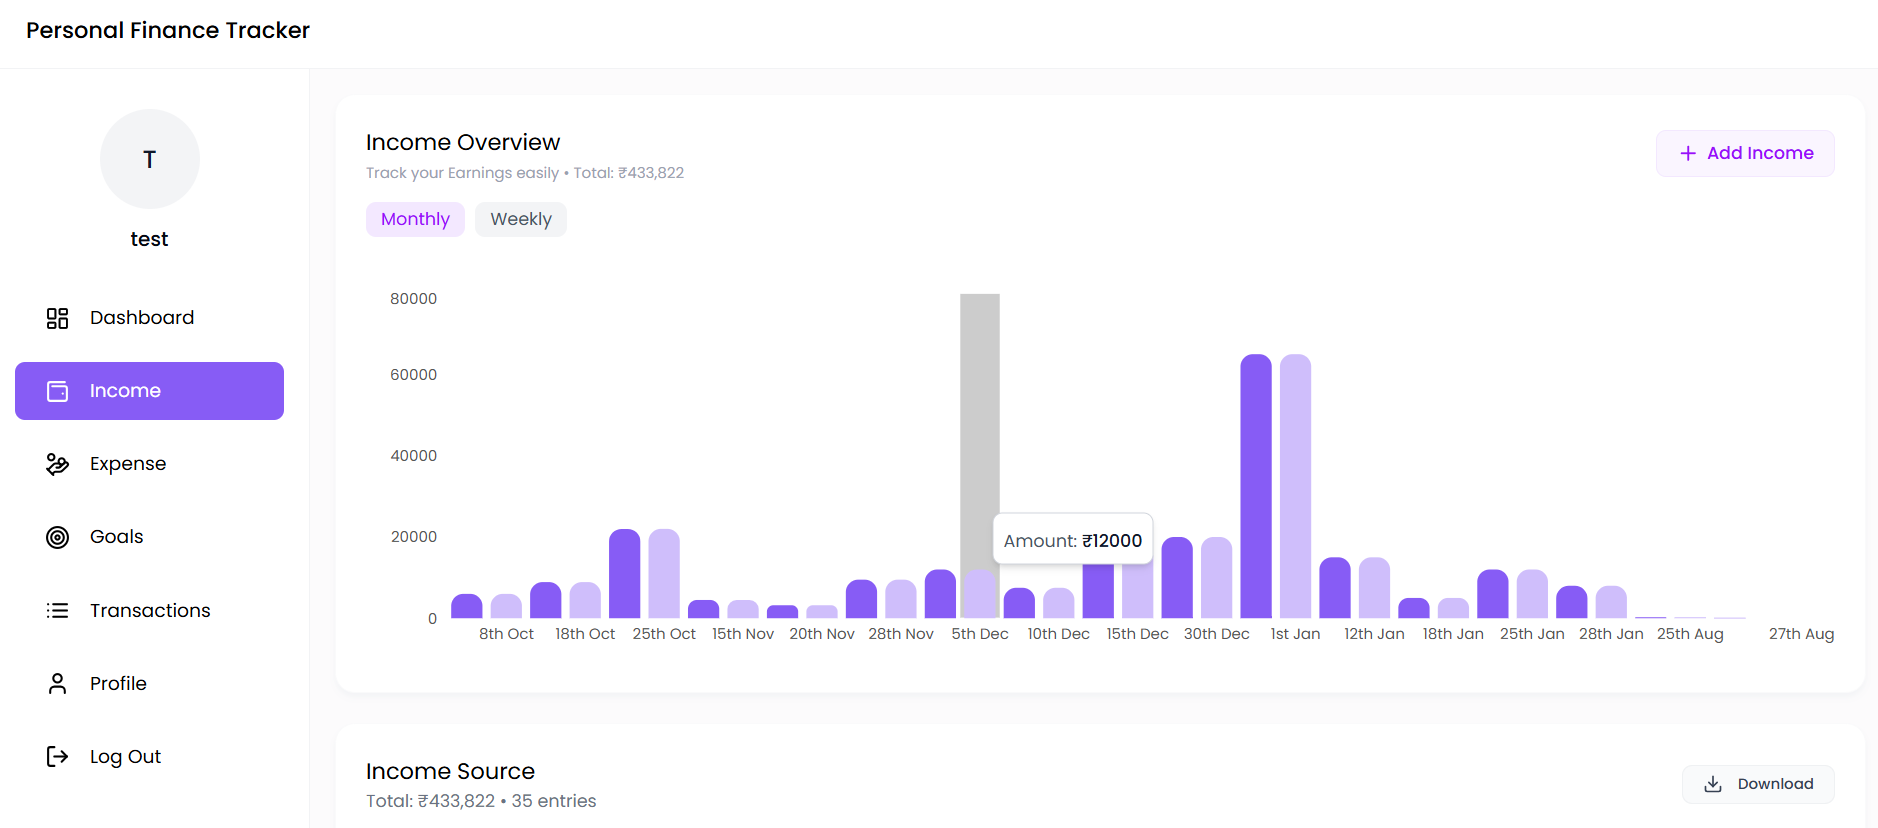 Personal Finance Tracker
T
test
Dashboard
Income
Expense
Goals
Transactions
Profile
Log Out
Income Overview
Track your Earnings easily • Total: ₹433,822
+ Add Income
Monthly Weekly
80000
60000
40000
20000
0
Amount: ₹12000
8th Oct 18th Oct 25th Oct 15th Nov 20th Nov 28th Nov 5th Dec 10th Dec 15th Dec 30th Dec 1st Jan 12th Jan 18th Jan 25th Jan 28th Jan 25th Aug 27th Aug
Income Source
Total: ₹433,822 • 35 entries
Download